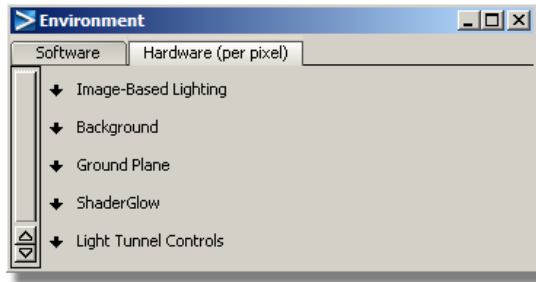 Environment
Software Hardware (per pixel)
Image-Based Lighting
Background
Ground Plane
ShaderGlow
Light Tunnel Controls